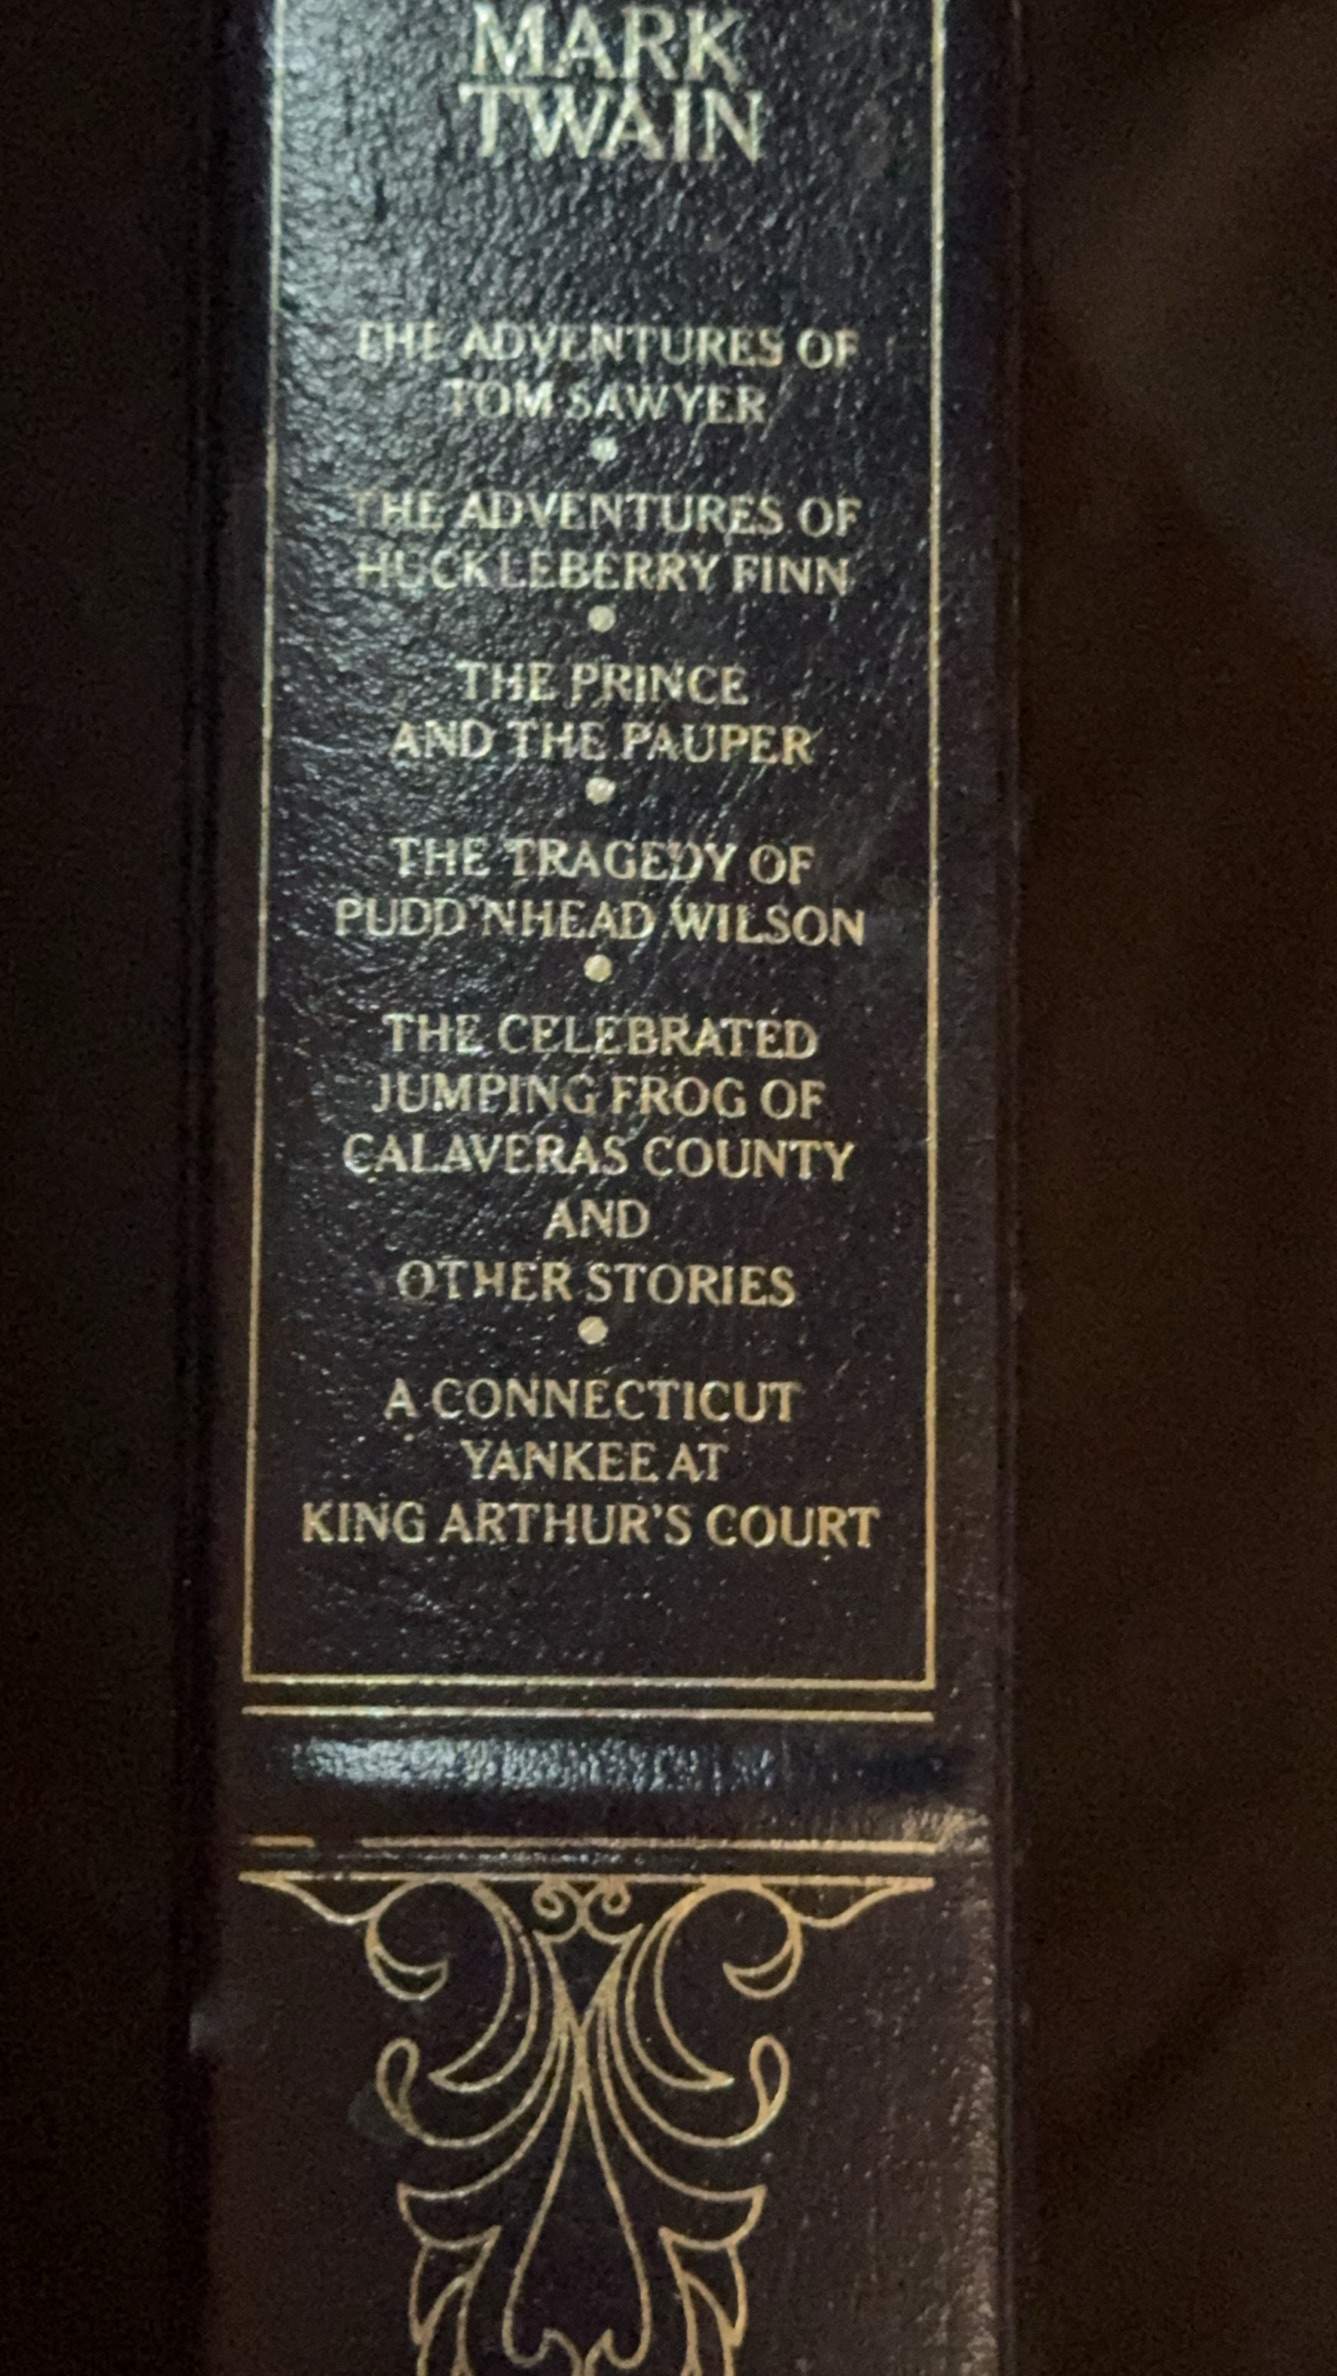 MARK
TWAIN
THE ADVENTURES OF
TOM SAWYER
THE ADVENTURES OF
HUCKLEBERRY FINN
THE PRINCE
AND THE PAUPER
THE TRAGEDY OF
PUDD'NHEAD WILSON
THE CELEBRATED
JUMPING FROG OF
CALAVERAS COUNTY
AND
OTHER STORIES
A CONNECTICUT
YANKEE AT
KING ARTHUR'S COURT